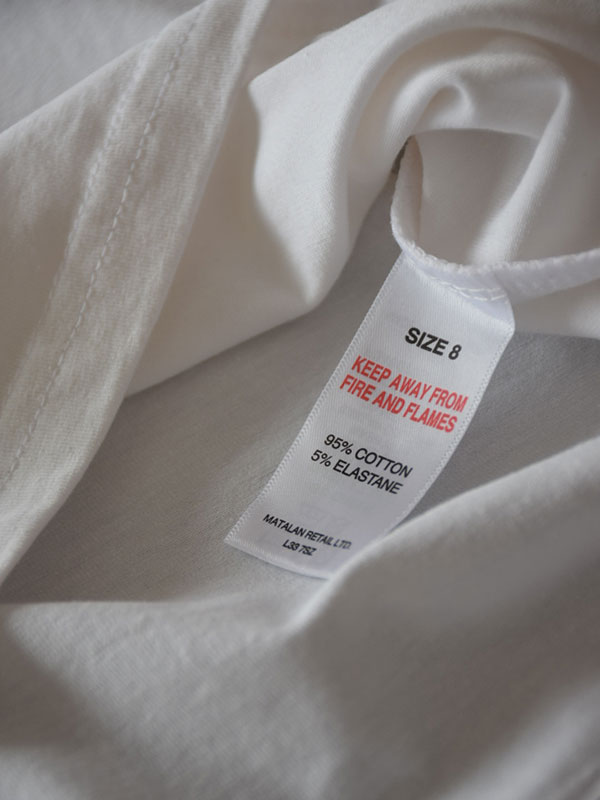 SIZE 8
KEEP AWAY FROM
FIRE AND FLAMES
95% COTTON
5% ELASTANE
MATALAN RETAIL LTD
L33 7SZ